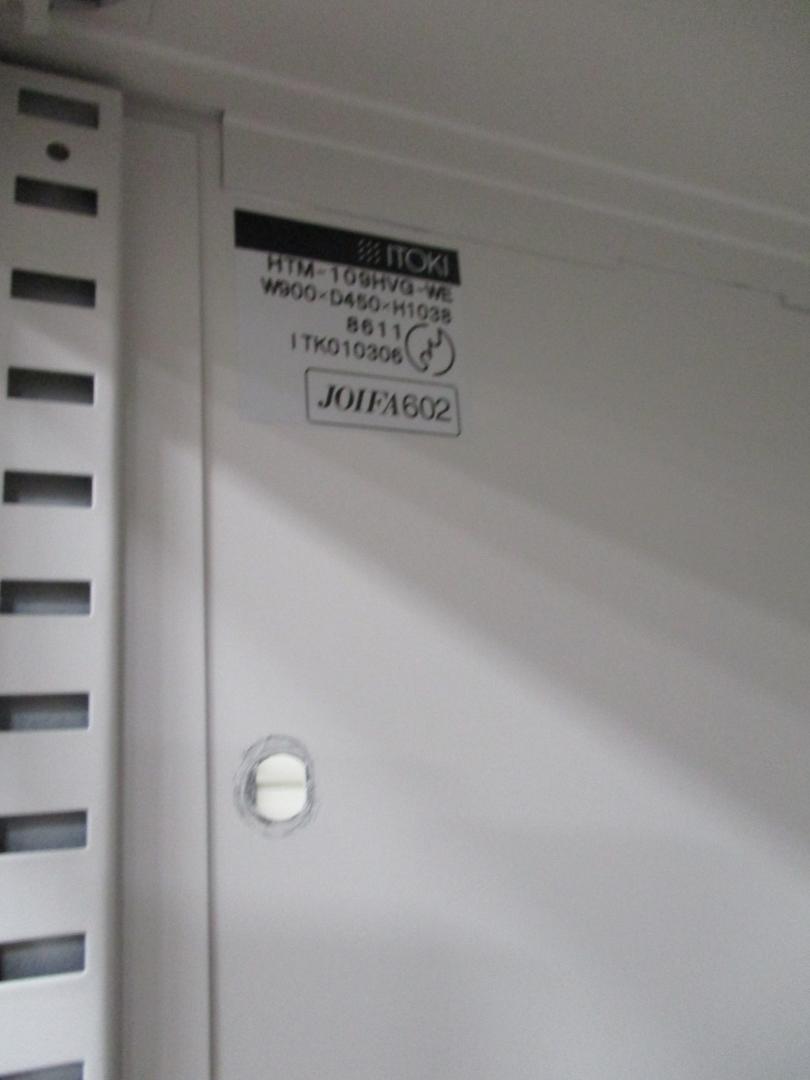 ITOKI
HTM-109HVG-WE
W900×D450×H1038
8611
ITK010306
JOIFA602